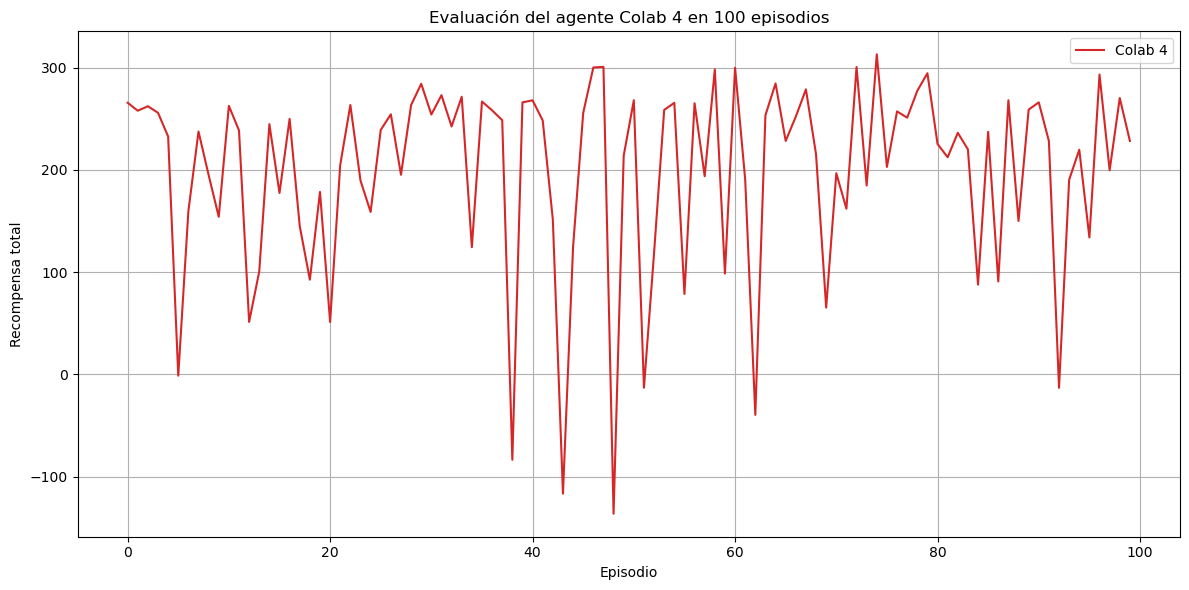 Evaluación del agente Colab 4 en 100 episodios
Colab 4
Recompensa total
300
200
100
0
−100
0
20
40
60
80
100
Episodio